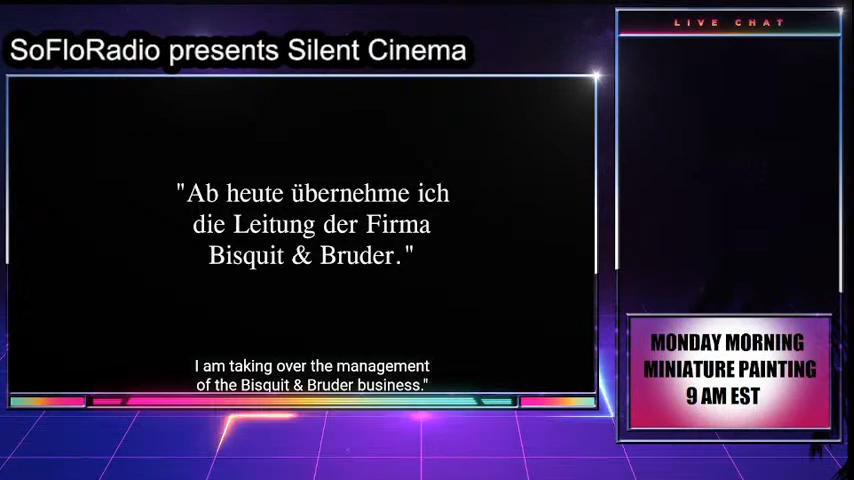 LIVE CHAT
SoFloRadio presents Silent Cinema
"Ab heute übernehme ich
die Leitung der Firma
Bisquit & Bruder."
I am taking over the management
of the Bisquit & Bruder business."
MONDAY MORNING
MINIATURE PAINTING
9 AM EST